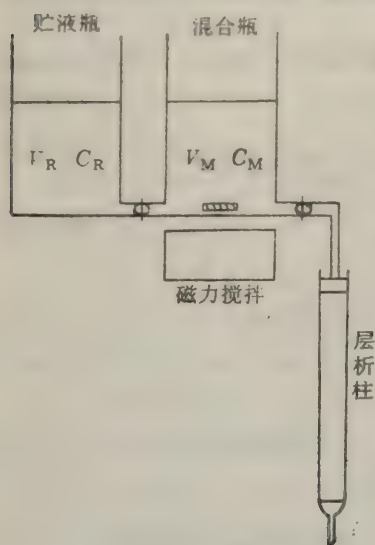 贮液瓶
混合瓶
V_R C_R
V_M C_M
磁力搅拌
层析柱